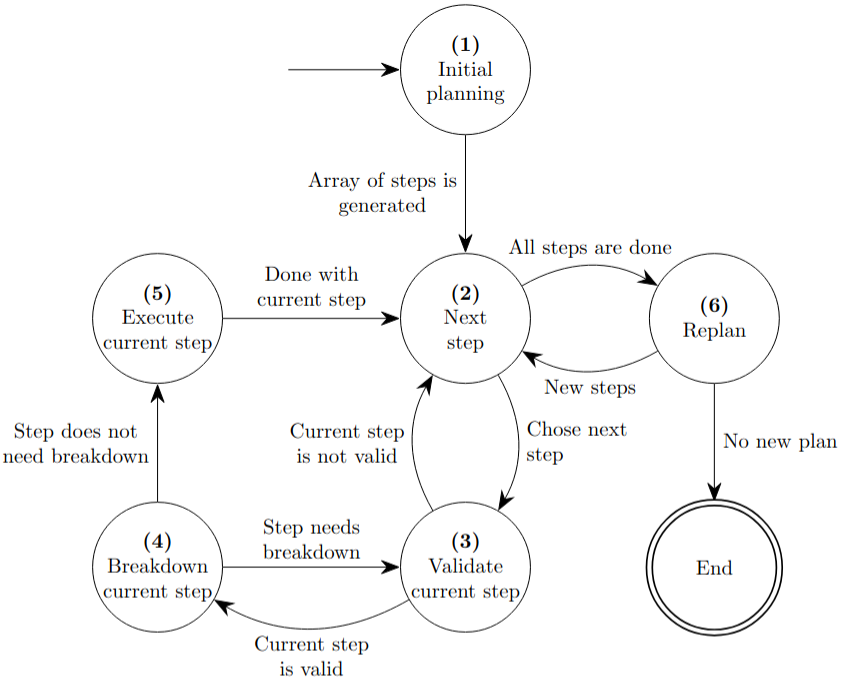 (1)
Initial
planning
Array of steps is
generated
All steps are done
(5)
Execute
current step
Done with
current step
(2)
Next
step
(6)
Replan
New steps
Step does not
need breakdown
Current step
is not valid
Chose next
step
No new plan
(4)
Breakdown
current step
Step needs
breakdown
(3)
Validate
current step
End
Current step
is valid